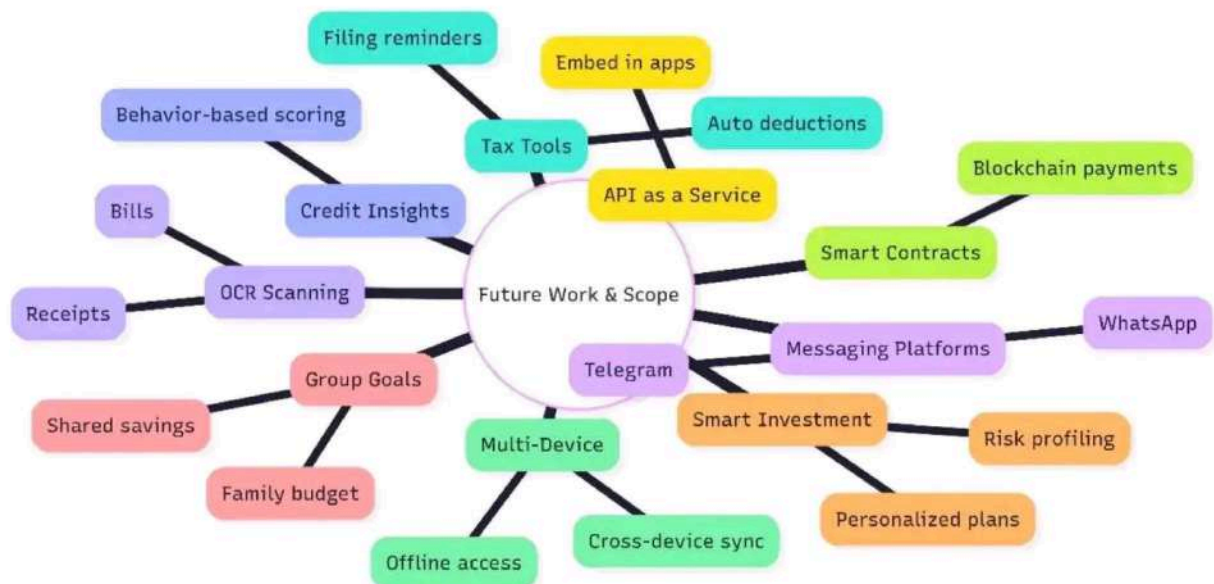 Filing reminders
Embed in apps
Behavior-based scoring
Auto deductions
Tax Tools
Blockchain payments
API as a Service
Bills
Credit Insights
Smart Contracts
OCR Scanning
Future Work & Scope
Receipts
WhatsApp
Messaging Platforms
Telegram
Group Goals
Shared savings
Smart Investment
Multi-Device
Risk profiling
Family budget
Personalized plans
Cross-device sync
Offline access